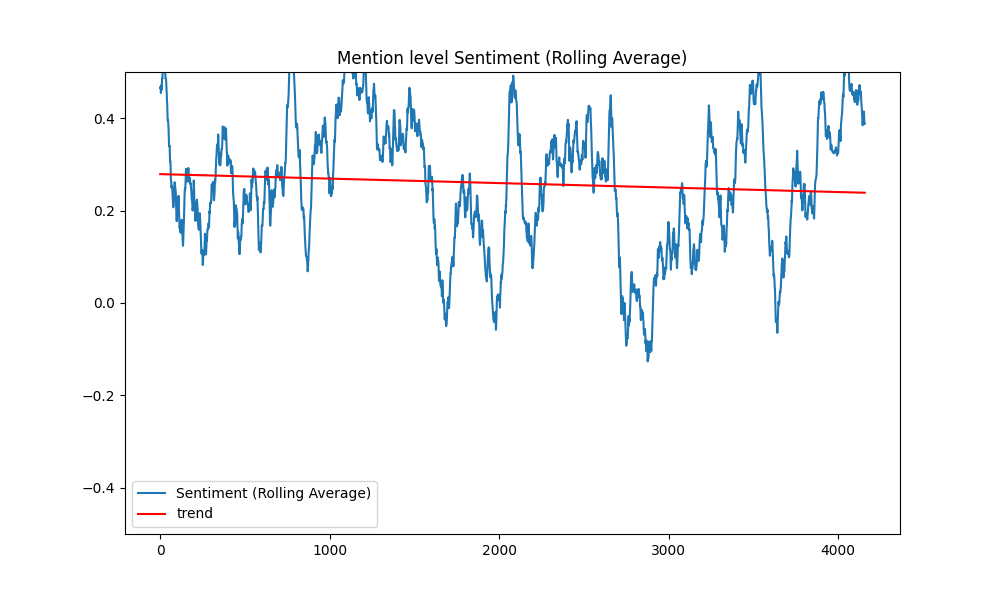 Mention level Sentiment (Rolling Average)
0.4
0.2
0.0
−0.2
−0.4
Sentiment (Rolling Average)
trend
0 1000 2000 3000 4000